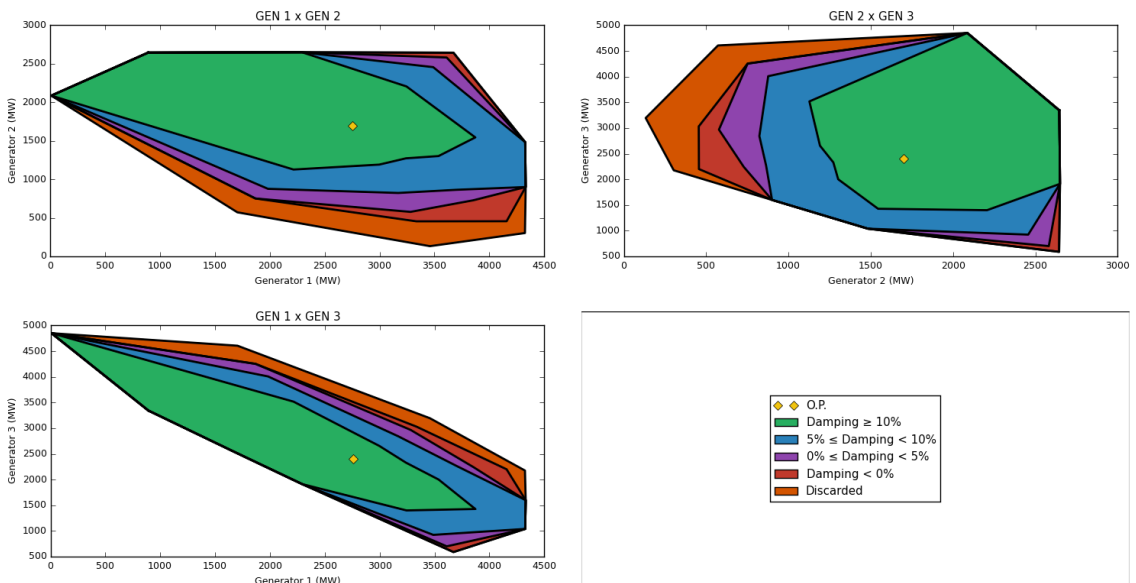 GEN 1 x GEN 2
3000
2500
2000
1500
1000
500
0
Generator 2 (MW)
0 500 1000 1500 2000 2500 3000 3500 4000 4500
Generator 1 (MW)
GEN 2 x GEN 3
5000
4500
4000
3500
3000
2500
2000
1500
1000
500
Generator 3 (MW)
0 500 1000 1500 2000 2500 3000
Generator 2 (MW)
GEN 1 x GEN 3
5000
4500
4000
3500
3000
2500
2000
1500
1000
500
Generator 3 (MW)
0 500 1000 1500 2000 2500 3000 3500 4000 4500
Generator 1 (MW)
O.P.
Damping ≥ 10%
5% ≤ Damping < 10%
0% ≤ Damping < 5%
Damping < 0%
Discarded